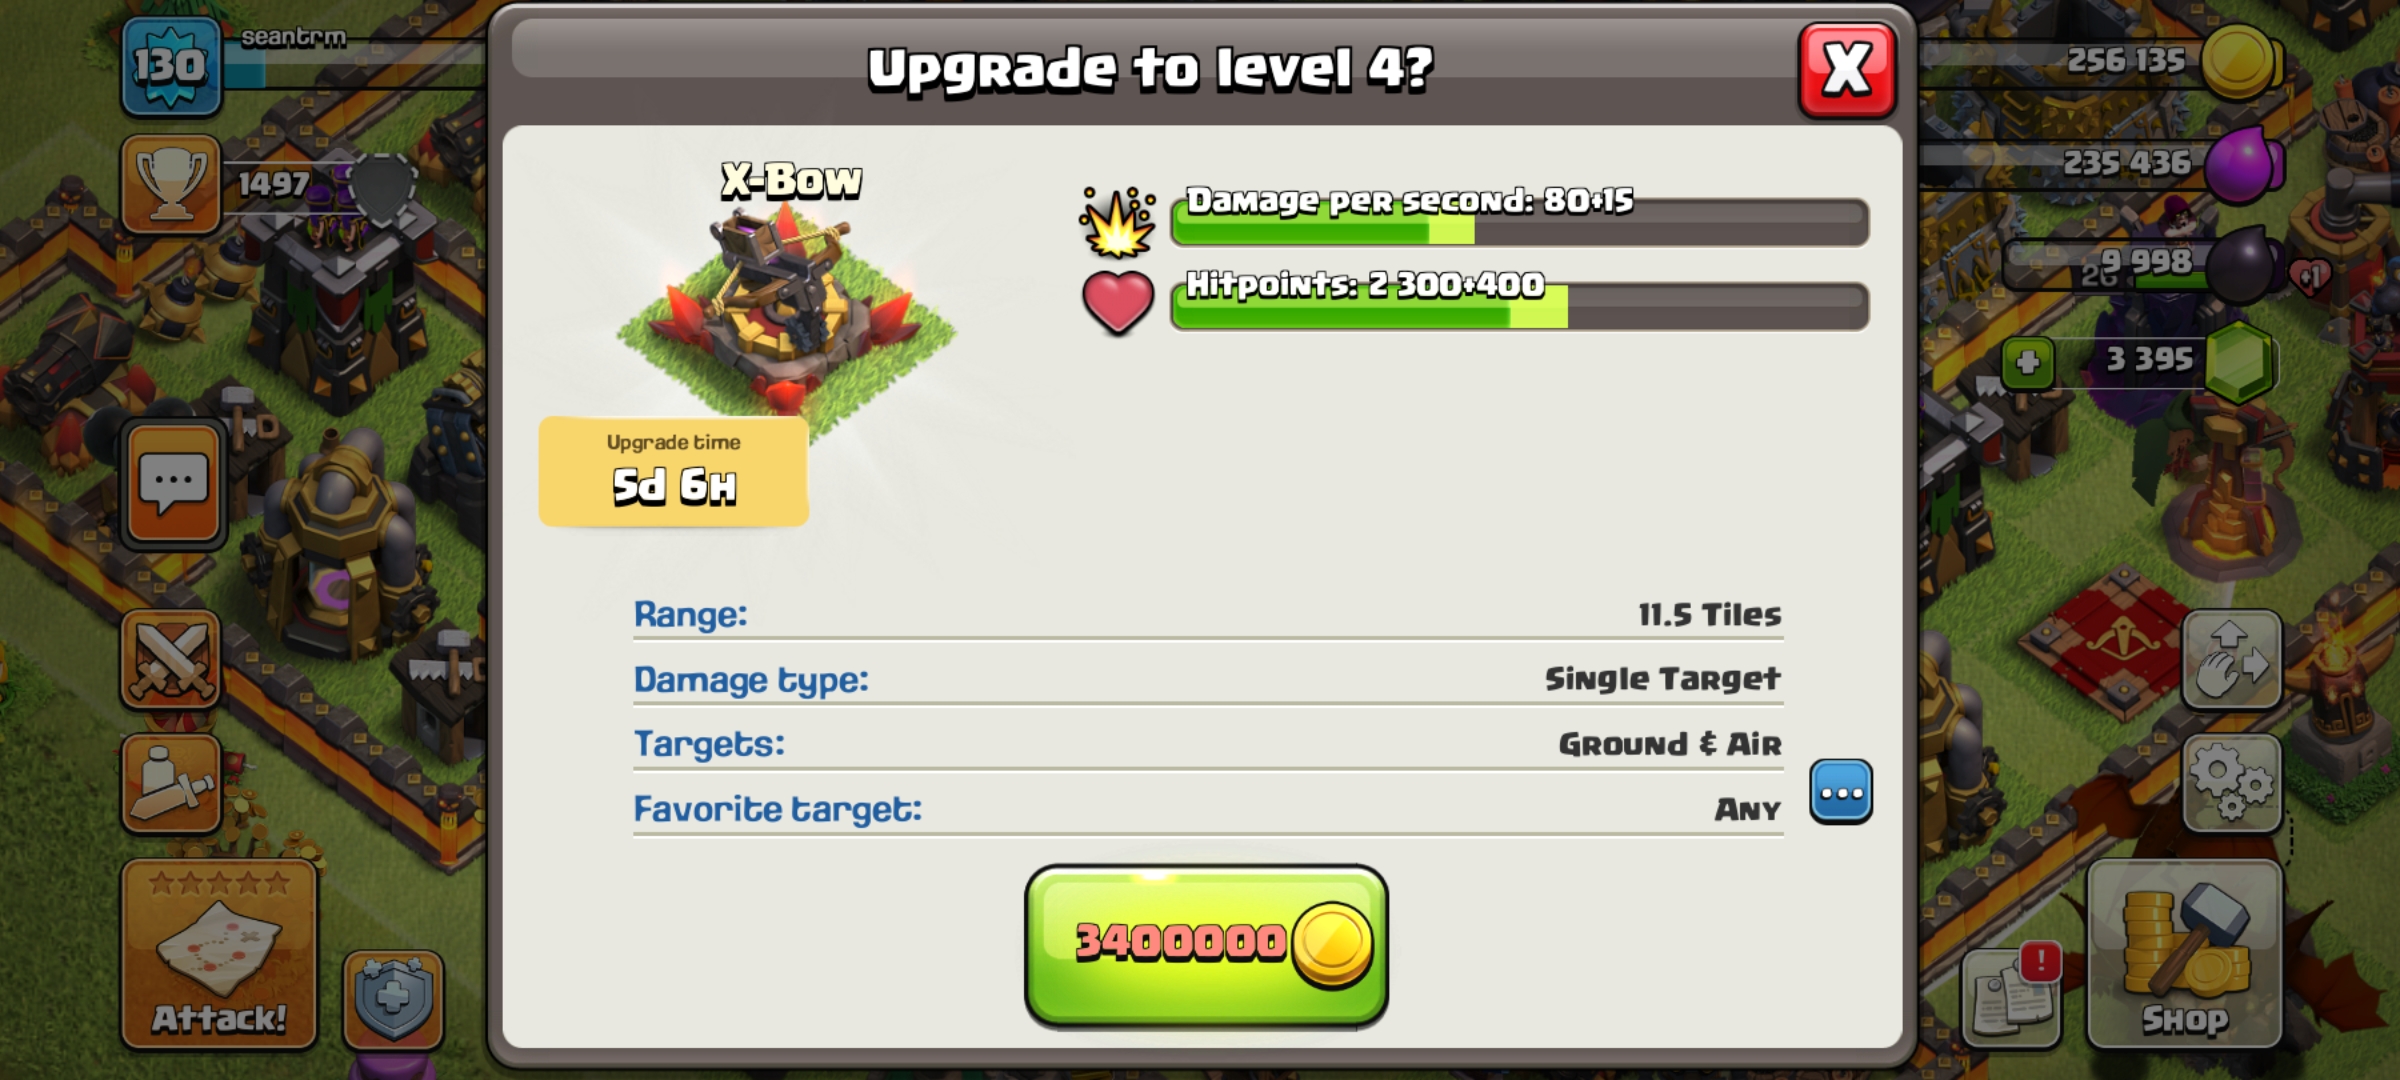 130
seantrm
1497
Upgrade to level 4?
X
X-Bow
Upgrade time
5d 6H
Damage per second: 80+15
Hitpoints: 2 300+400
Range: 11.5 Tiles
Damage type: Single Target
Targets: Ground & Air
Favorite target: Any
3400000
256 135
235 436
9 998
+1
3 395
Attack!
!
Shop